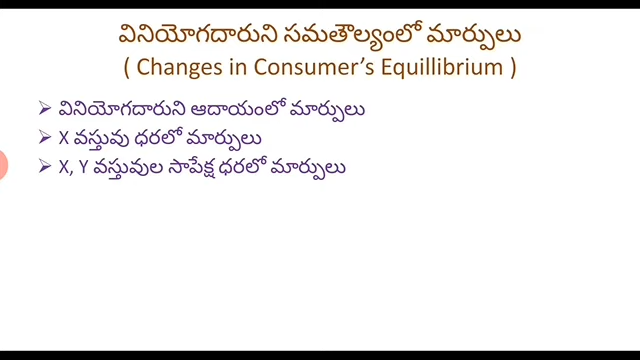 వినియోగదారుని సమతౌల్యంలో మార్పులు
( Changes in Consumer’s Equillibrium )
➢ వినియోగదారుని ఆదాయంలో మార్పులు
➢ X వస్తువు ధరలో మార్పులు
➢ X, Y వస్తువుల సాపేక్ష ధరలో మార్పులు